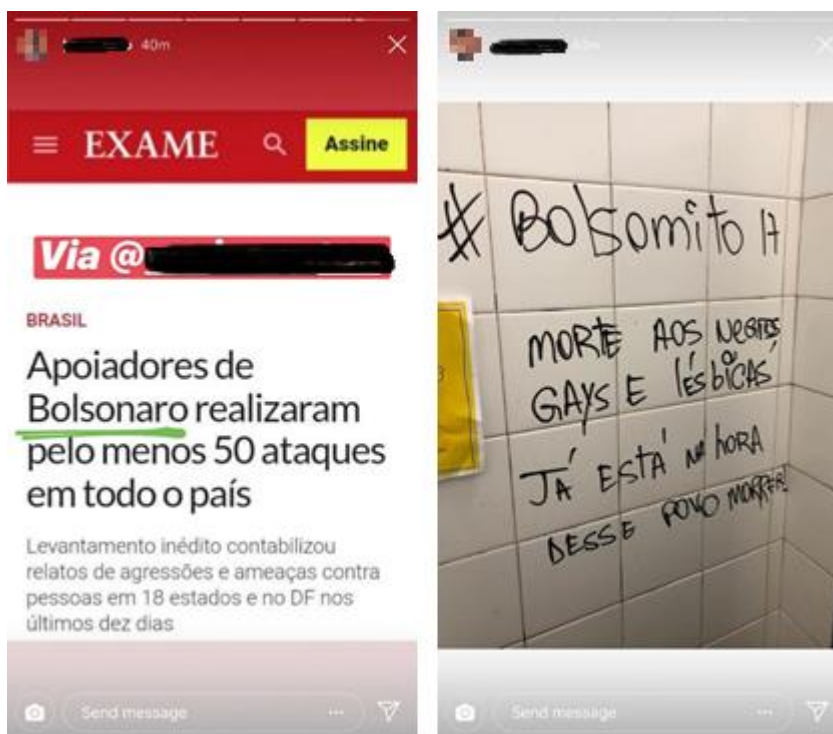 40m
EXAME
Assine
Via @
BRASIL
Apoiadores de
Bolsonaro realizaram
pelo menos 50 ataques
em todo o país
Levantamento inédito contabilizou
relatos de agressões e ameaças contra
pessoas em 18 estados e no DF nos
últimos dez dias
Send message
# Bolsomito 17
MORTE AOS NEGROS
GAYS E LÉSBICAS
JÁ ESTÁ NA HORA
DESSE POVO MORRER!
Send message